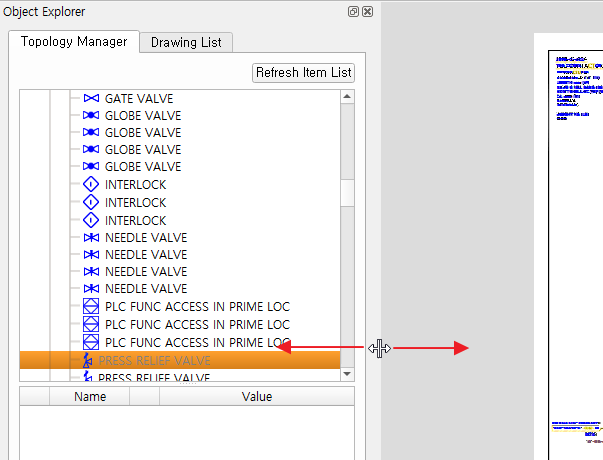 Object Explorer
Topology Manager
Drawing List
Refresh Item List
GATE VALVE
GLOBE VALVE
GLOBE VALVE
GLOBE VALVE
GLOBE VALVE
INTERLOCK
INTERLOCK
INTERLOCK
NEEDLE VALVE
NEEDLE VALVE
NEEDLE VALVE
NEEDLE VALVE
PLC FUNC ACCESS IN PRIME LOC
PLC FUNC ACCESS IN PRIME LOC
PLC FUNC ACCESS IN PRIME LOC
PRESS RELIEF VALVE
PRESS RELIEF VALVE
Name Value